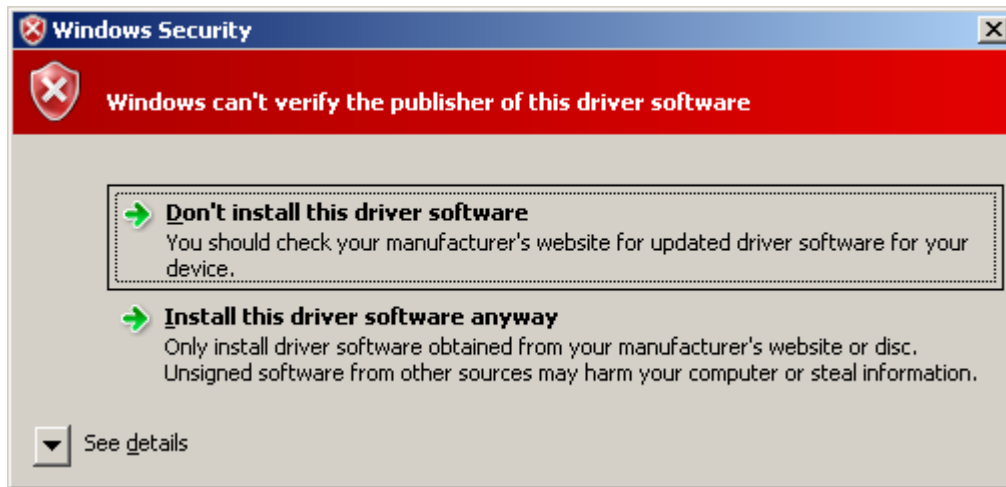 Windows Security
Windows can't verify the publisher of this driver software
Don't install this driver software
You should check your manufacturer's website for updated driver software for your
device.
Install this driver software anyway
Only install driver software obtained from your manufacturer's website or disc.
Unsigned software from other sources may harm your computer or steal information.
See details